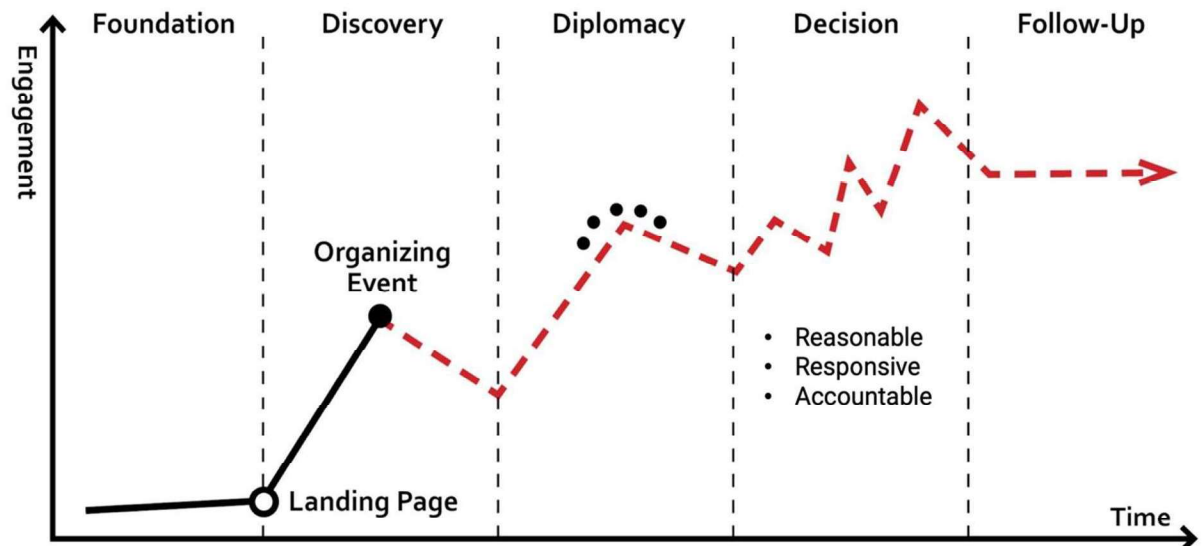 Foundation
Discovery
Diplomacy
Decision
Follow-Up
Engagement
Organizing
Event
• Reasonable
• Responsive
• Accountable
Landing Page
Time